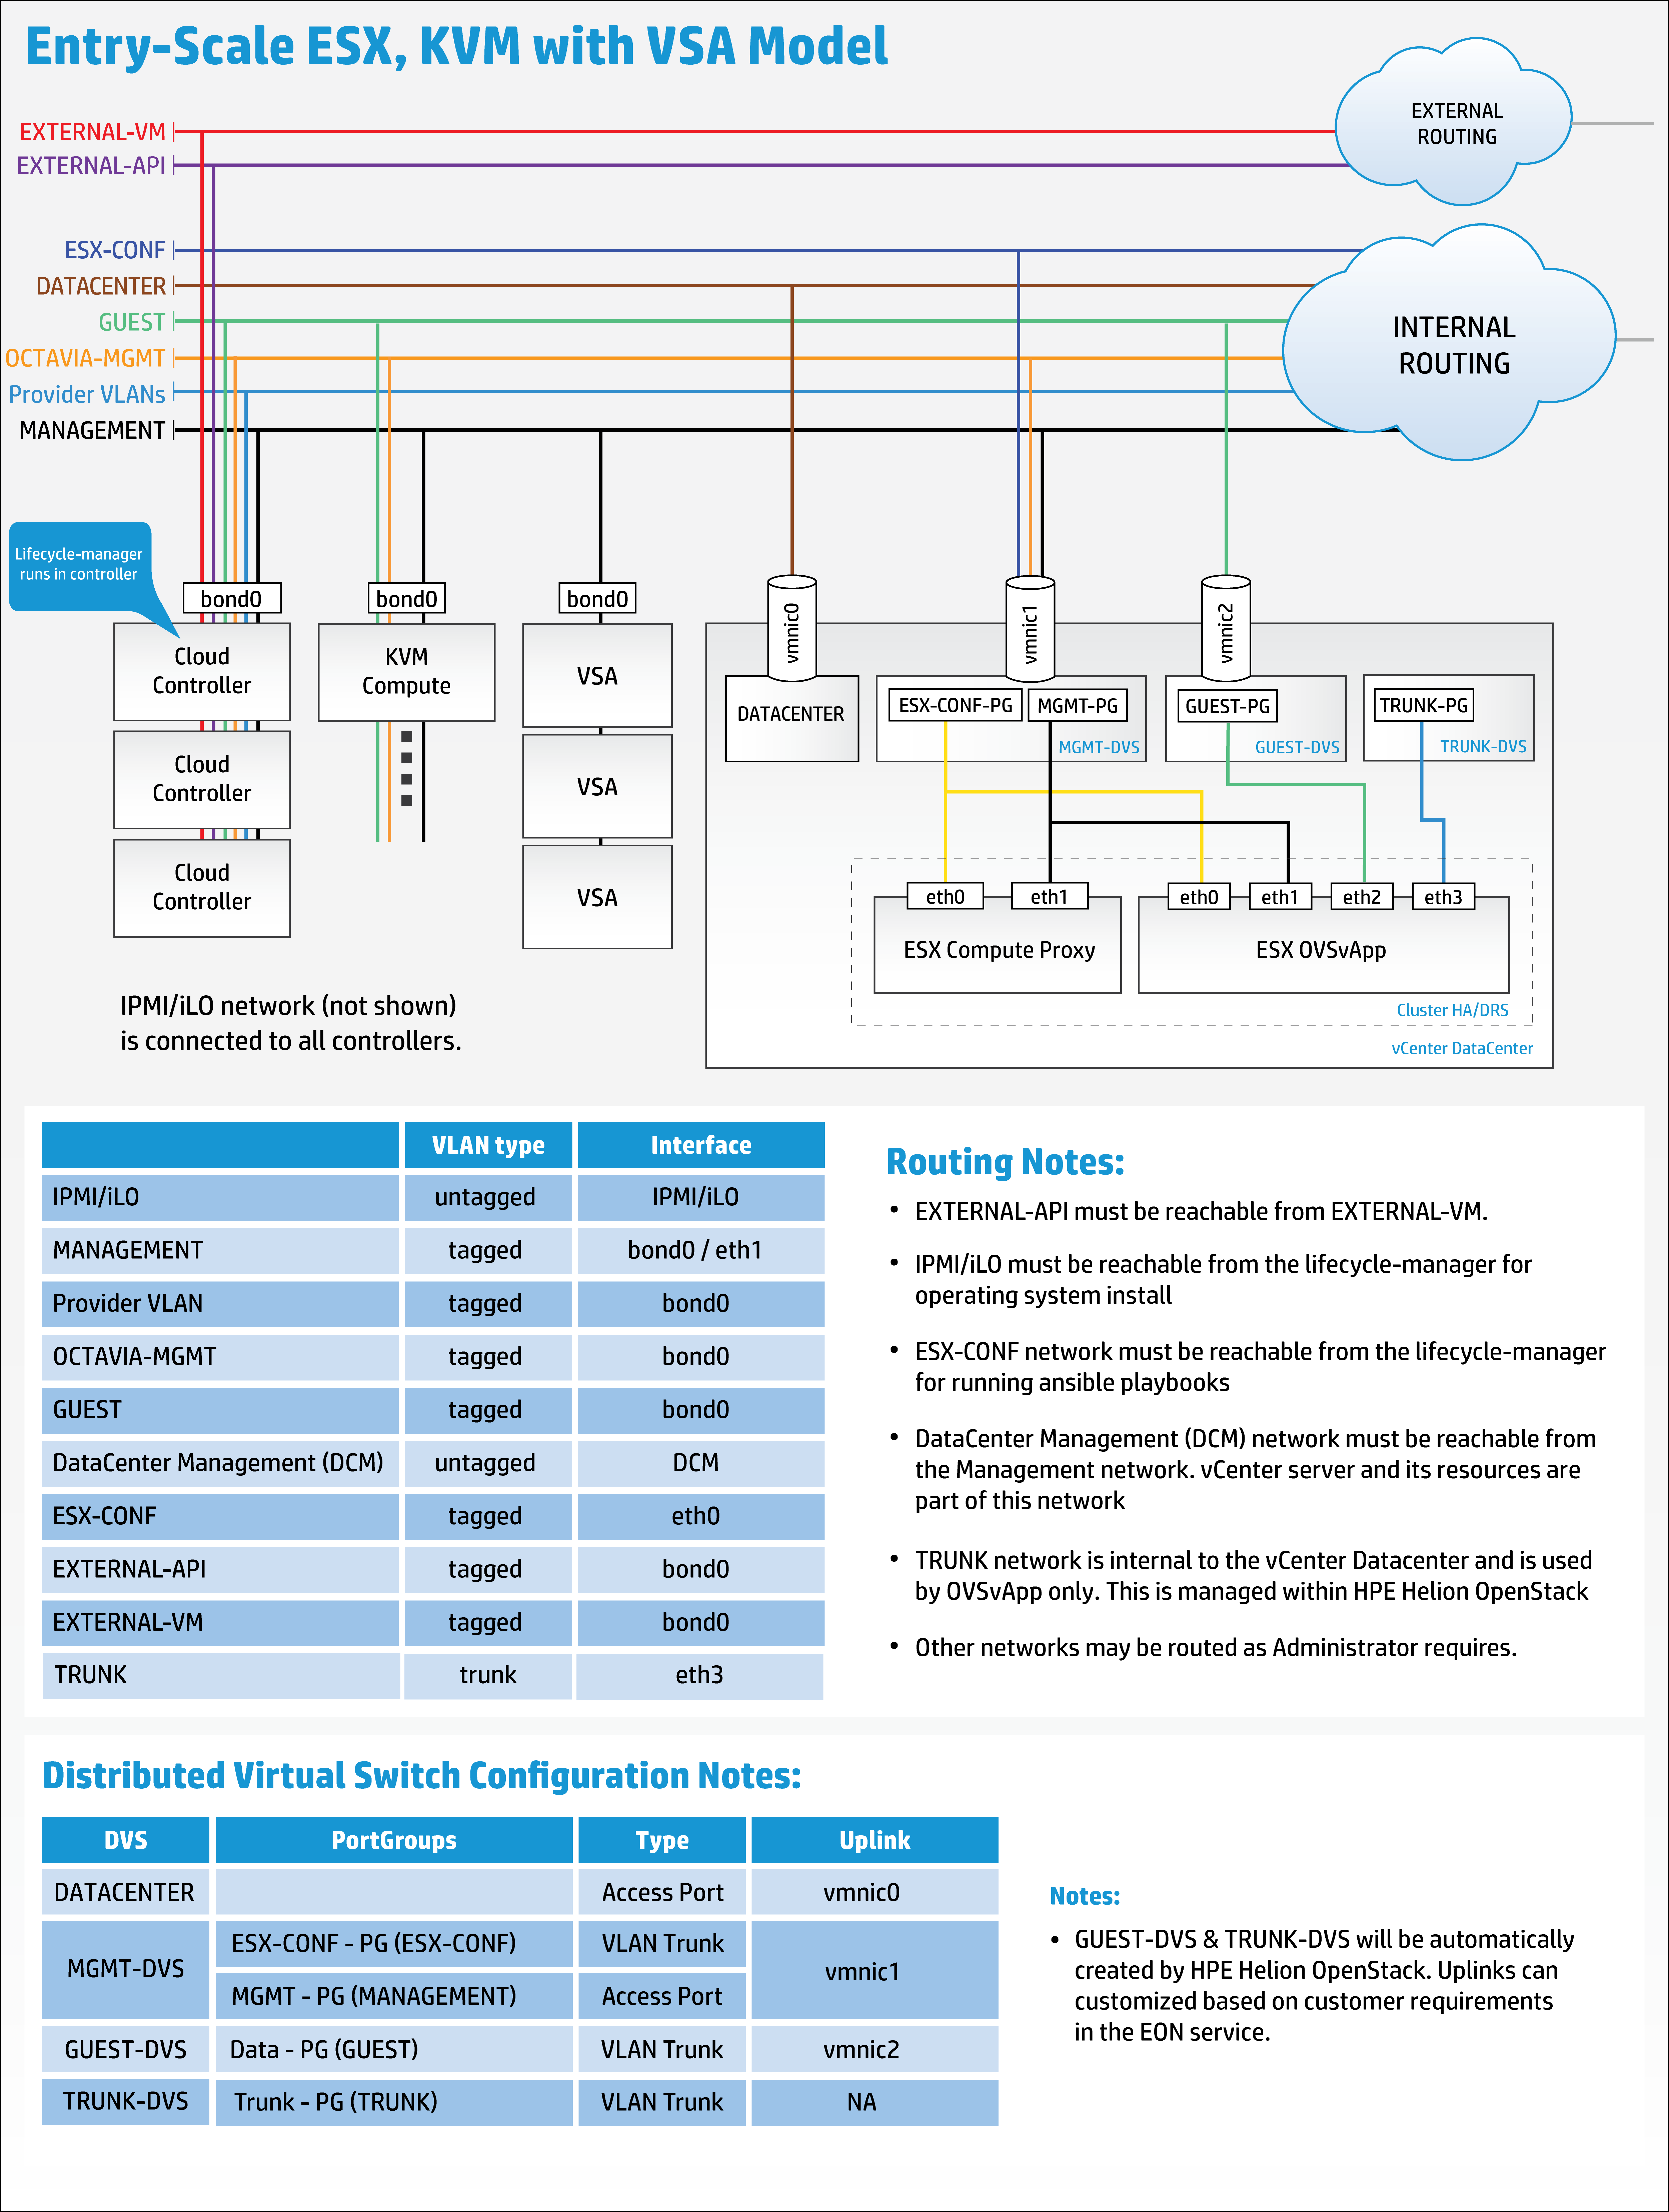 Entry-Scale ESX, KVM with VSA Model
EXTERNAL-VM
EXTERNAL-API
EXTERNAL
ROUTING
ESX-CONF
DATACENTER
GUEST
OCTAVIA-MGMT
Provider VLANs
MANAGEMENT
INTERNAL
ROUTING
Lifecycle-manager
runs in controller
bond0
bond0
bond0
vmnic0
vmnic1
vmnic2
Cloud
Controller
Cloud
Controller
Cloud
Controller
KVM
Compute
VSA
VSA
VSA
DATACENTER
ESX-CONF-PG
MGMT-PG
MGMT-DVS
GUEST-PG
GUEST-DVS
TRUNK-PG
TRUNK-DVS
eth0
eth1
eth0
eth1
eth2
eth3
ESX Compute Proxy
ESX OVSvApp
Cluster HA/DRS
vCenter DataCenter
IPMI/iLO network (not shown)
is connected to all controllers.
VLAN type Interface
IPMI/iLO untagged IPMI/iLO
MANAGEMENT tagged bond0 / eth1
Provider VLAN tagged bond0
OCTAVIA-MGMT tagged bond0
GUEST tagged bond0
DataCenter Management (DCM) untagged DCM
ESX-CONF tagged eth0
EXTERNAL-API tagged bond0
EXTERNAL-VM tagged bond0
TRUNK trunk eth3
Routing Notes:
• EXTERNAL-API must be reachable from EXTERNAL-VM.
• IPMI/iLO must be reachable from the lifecycle-manager for
operating system install
• ESX-CONF network must be reachable from the lifecycle-manager
for running ansible playbooks
• DataCenter Management (DCM) network must be reachable from
the Management network. vCenter server and its resources are
part of this network
• TRUNK network is internal to the vCenter Datacenter and is used
by OVSvApp only. This is managed within HPE Helion OpenStack
• Other networks may be routed as Administrator requires.
Distributed Virtual Switch Configuration Notes:
DVS PortGroups Type Uplink
DATACENTER Access Port vmnic0
MGMT-DVS
ESX-CONF - PG (ESX-CONF) VLAN Trunk
MGMT - PG (MANAGEMENT) Access Port
vmnic1
GUEST-DVS Data - PG (GUEST) VLAN Trunk vmnic2
TRUNK-DVS Trunk - PG (TRUNK) VLAN Trunk NA
Notes:
• GUEST-DVS & TRUNK-DVS will be automatically
created by HPE Helion OpenStack. Uplinks can
customized based on customer requirements
in the EON service.